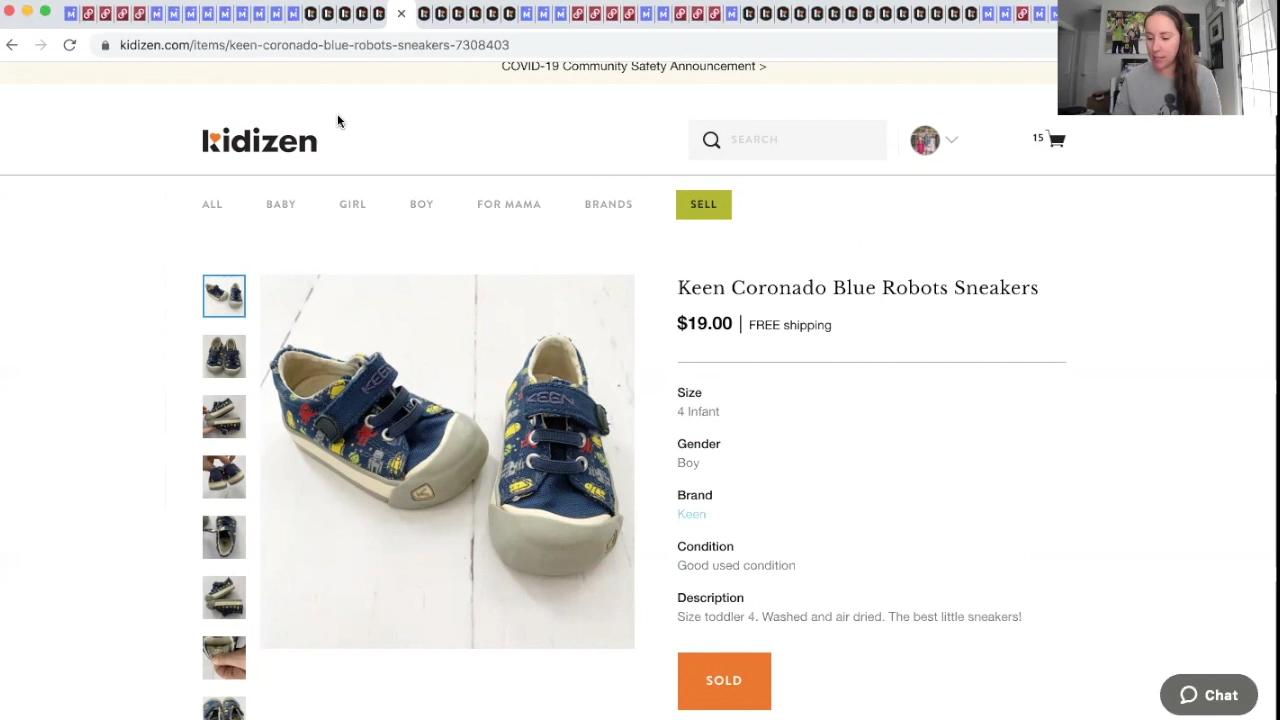 kidizen.com/items/keen-coronado-blue-robots-sneakers-7308403
COVID-19 Community Safety Announcement >
kidizen
SEARCH
15
ALL BABY GIRL BOY FOR MAMA BRANDS SELL
Keen Coronado Blue Robots Sneakers
$19.00 | FREE shipping
Size
4 Infant
Gender
Boy
Brand
Keen
Condition
Good used condition
Description
Size toddler 4. Washed and air dried. The best little sneakers!
SOLD
KEEN
KEEN
Chat